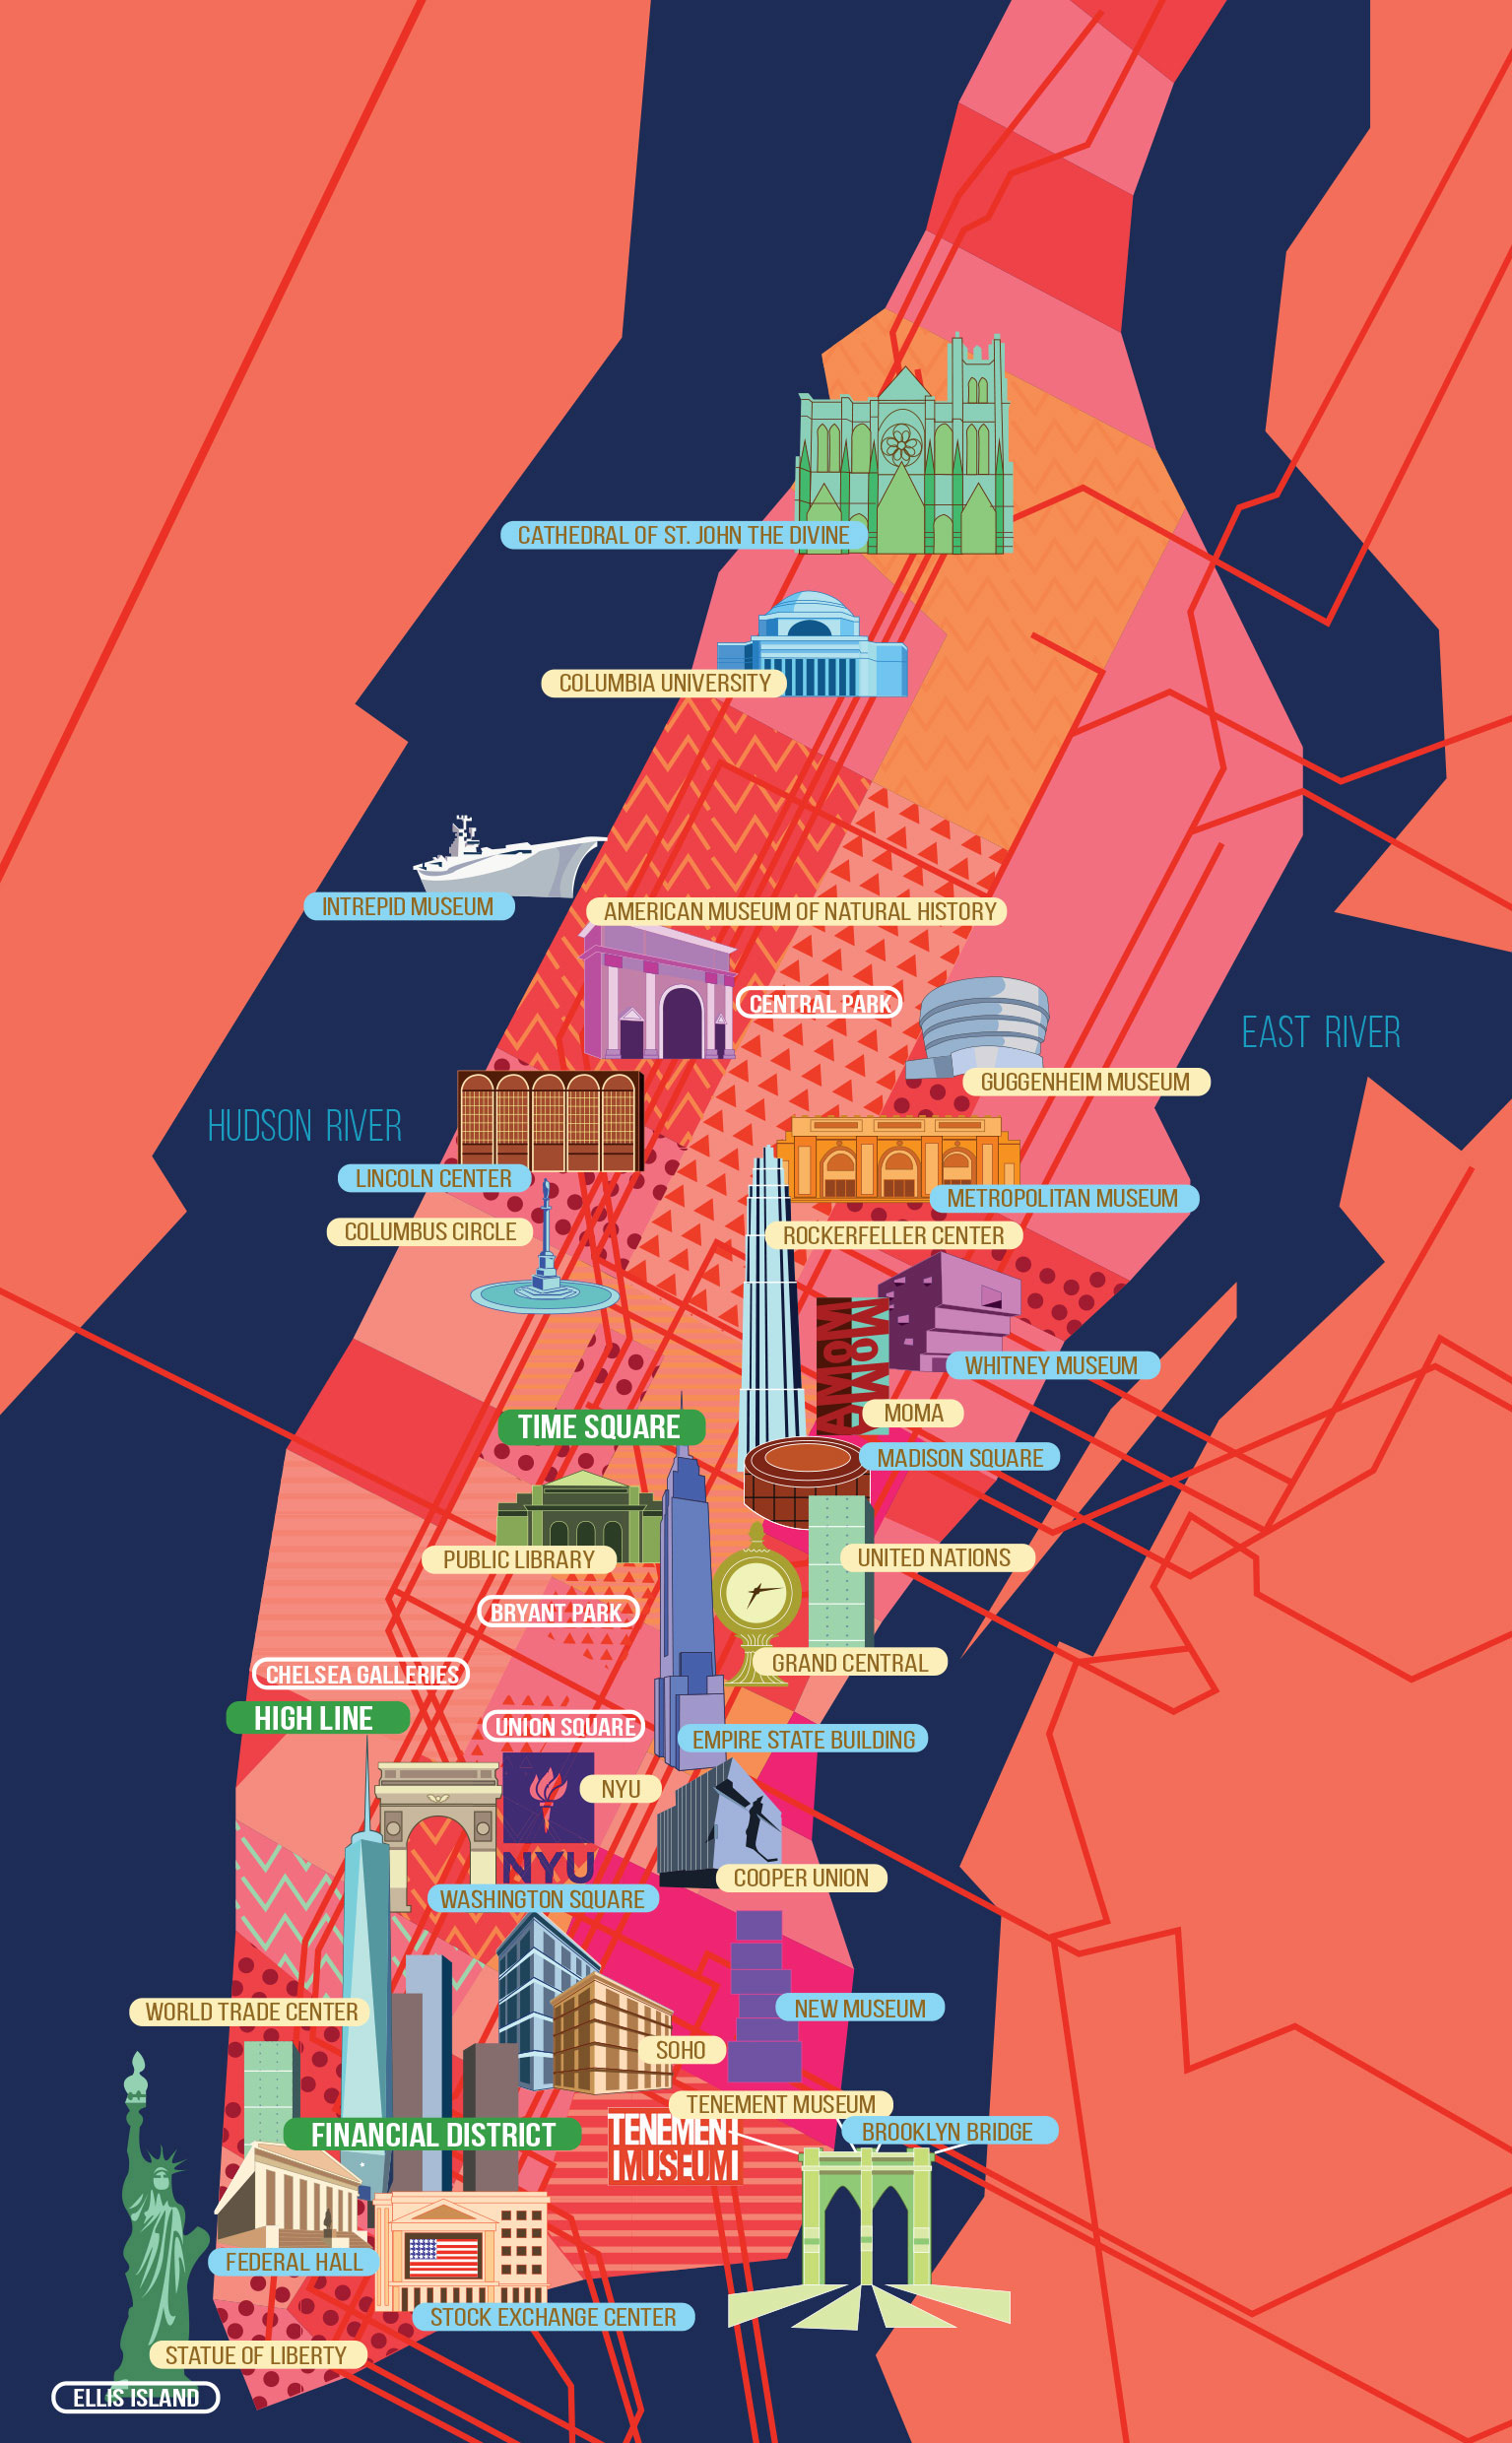 CATHEDRAL OF ST. JOHN THE DIVINE
COLUMBIA UNIVERSITY
INTREPID MUSEUM
AMERICAN MUSEUM OF NATURAL HISTORY
CENTRAL PARK
EAST RIVER
GUGGENHEIM MUSEUM
HUDSON RIVER
LINCOLN CENTER
METROPOLITAN MUSEUM
COLUMBUS CIRCLE
ROCKERFELLER CENTER
MOMA
WHITNEY MUSEUM
MOMA
TIME SQUARE
MADISON SQUARE
PUBLIC LIBRARY
UNITED NATIONS
BRYANT PARK
GRAND CENTRAL
CHELSEA GALLERIES
HIGH LINE
UNION SQUARE
EMPIRE STATE BUILDING
NYU
NYU
COOPER UNION
WASHINGTON SQUARE
WORLD TRADE CENTER
NEW MUSEUM
SOHO
TENEMENT MUSEUM
FINANCIAL DISTRICT
BROOKLYN BRIDGE
TENEMENT
MUSEUM
FEDERAL HALL
STOCK EXCHANGE CENTER
STATUE OF LIBERTY
ELLIS ISLAND